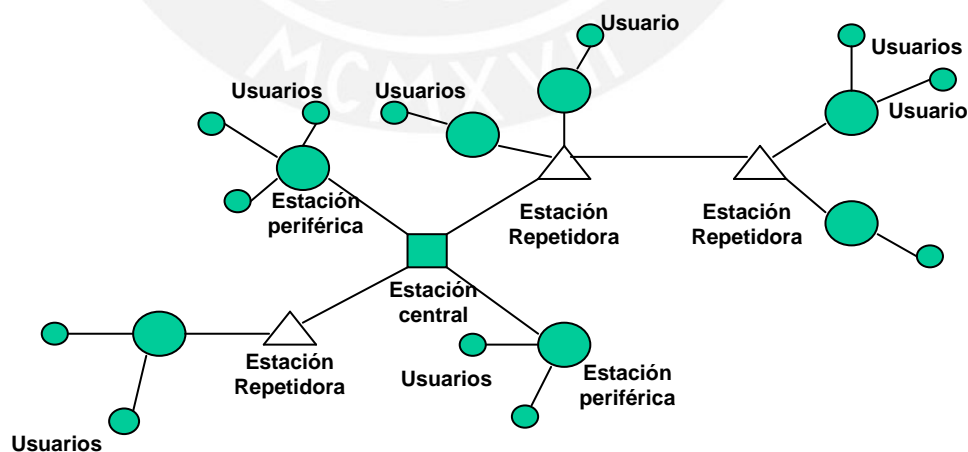 MCMXVII
Usuario
Usuarios
Usuario
Usuarios
Usuarios
Estación
periférica
Estación
Repetidora
Estación
Repetidora
Estación
central
Estación
Repetidora
Usuarios
Estación
periférica
Usuarios